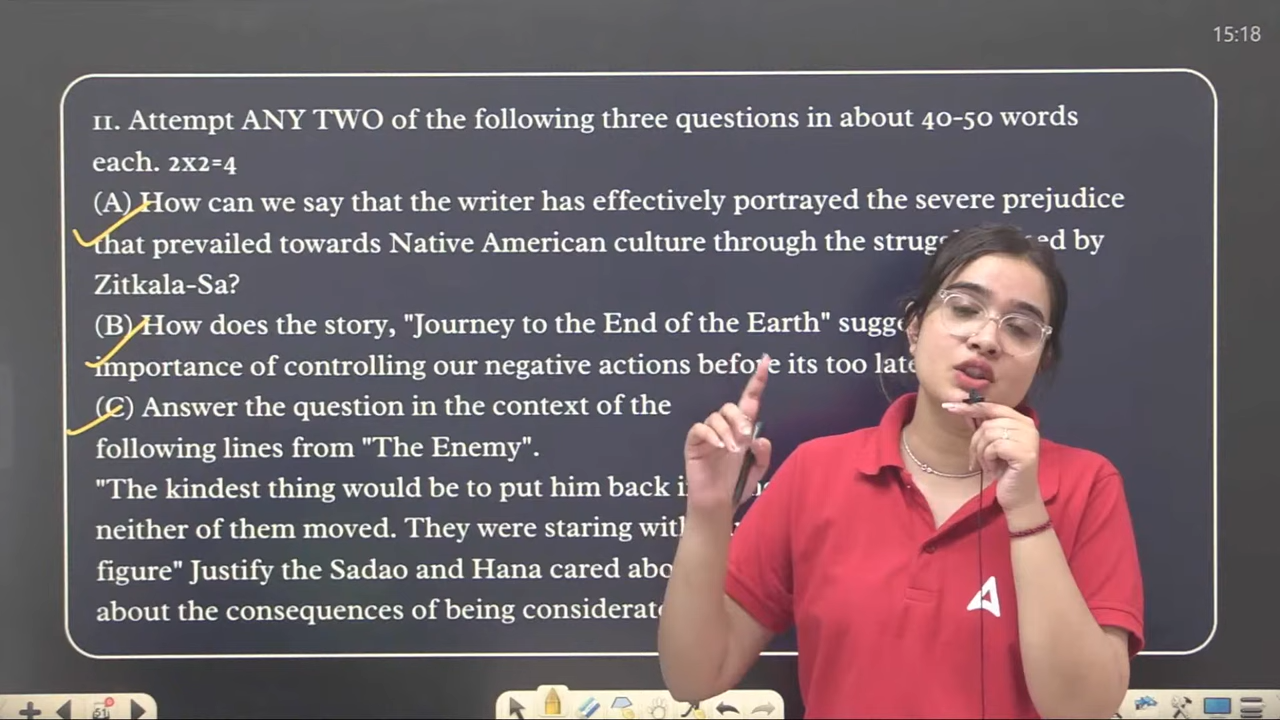 15:18
11. Attempt ANY TWO of the following three questions in about 40-50 words
each. 2x2=4
(A) How can we say that the writer has effectively portrayed the severe prejudice
that prevailed towards Native American culture through the by
Zitkala-Sa?
(B) How does the story, "Journey to the End of the Earth"
importance of controlling our negative actions before its too late
(C) Answer the question in the context of the
following lines from "The Enemy".
"The kindest thing would be to put him back
neither of them moved. They were staring
figure" Justify the Sadao and Hana cared
about the consequences of being